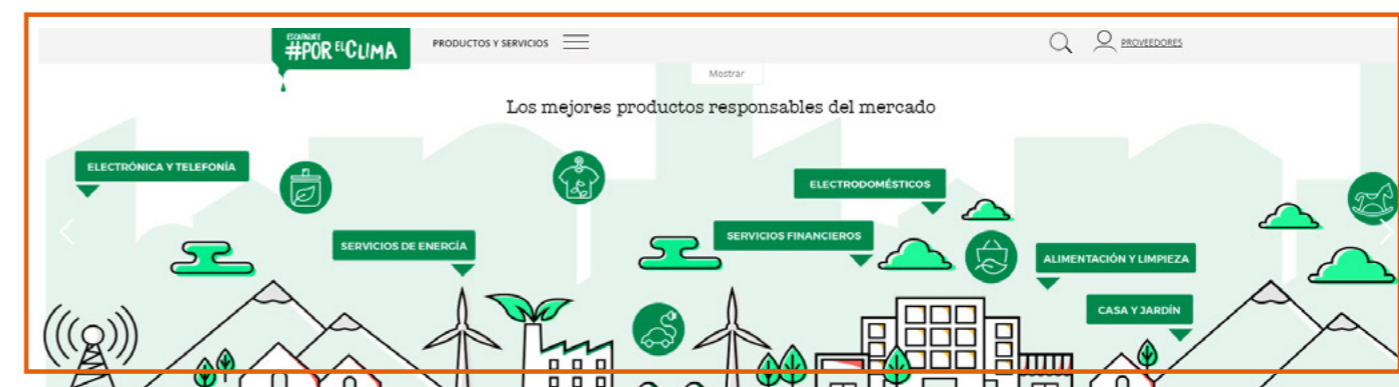 ESCAPARATE
#POR EL CLIMA
PRODUCTOS Y SERVICIOS
PROVEEDORES
Mostrar
Los mejores productos responsables del mercado
ELECTRÓNICA Y TELEFONÍA
ELECTRODOMÉSTICOS
SERVICIOS DE ENERGÍA
SERVICIOS FINANCIEROS
ALIMENTACIÓN Y LIMPIEZA
CASA Y JARDÍN